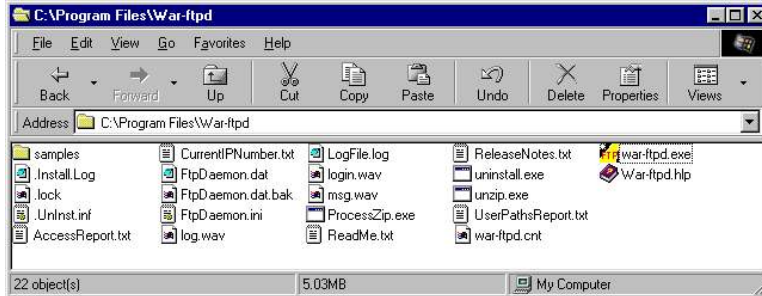 C:\Program Files\War-ftpd
File Edit View Go Favorites Help
Back Forward Up Cut Copy Paste Undo Delete Properties Views
Address C:\Program Files\War-ftpd
samples CurrentIPNumber.txt LogFile.log ReleaseNotes.txt war-ftpd.exe
.Install.Log FtpDaemon.dat login.wav uninstall.exe War-ftpd.hlp
.lock FtpDaemon.dat.bak msg.wav unzip.exe
.UnInst.inf FtpDaemon.ini ProcessZip.exe UserPathsReport.txt
AccessReport.txt log.wav ReadMe.txt war-ftpd.cnt
22 object(s) 5.03MB My Computer